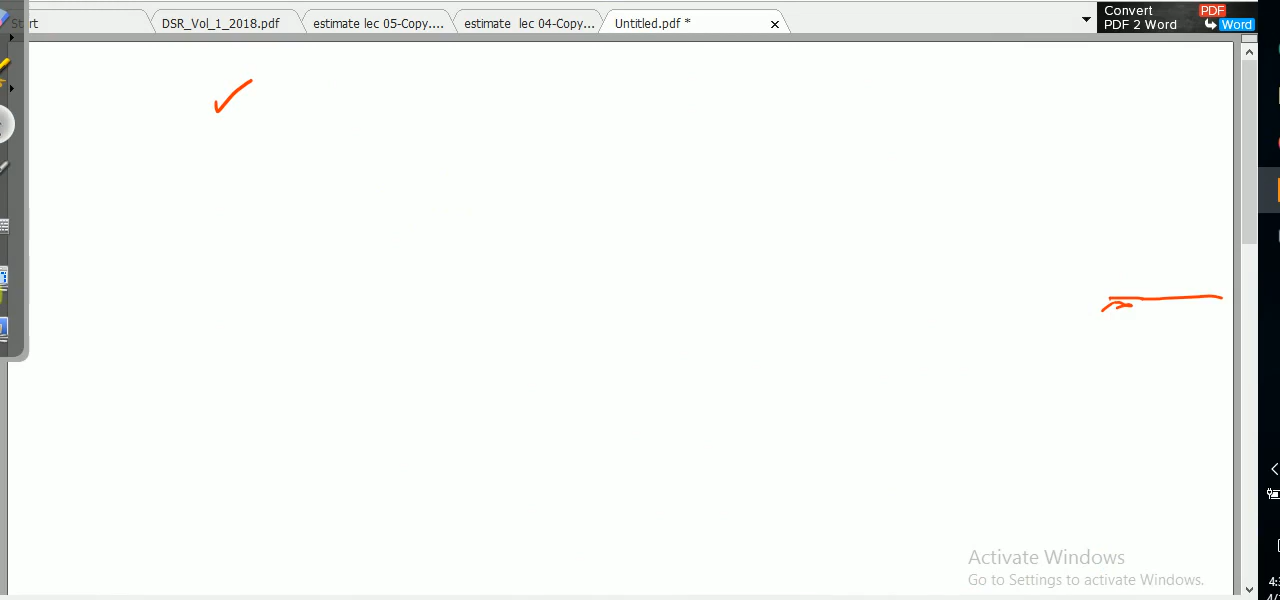 DSR_Vol_1_2018.pdf estimate lec 05-Copy.... estimate lec 04-Copy... Untitled.pdf * Convert PDF
PDF 2 Word Word
Activate Windows
Go to Settings to activate Windows.